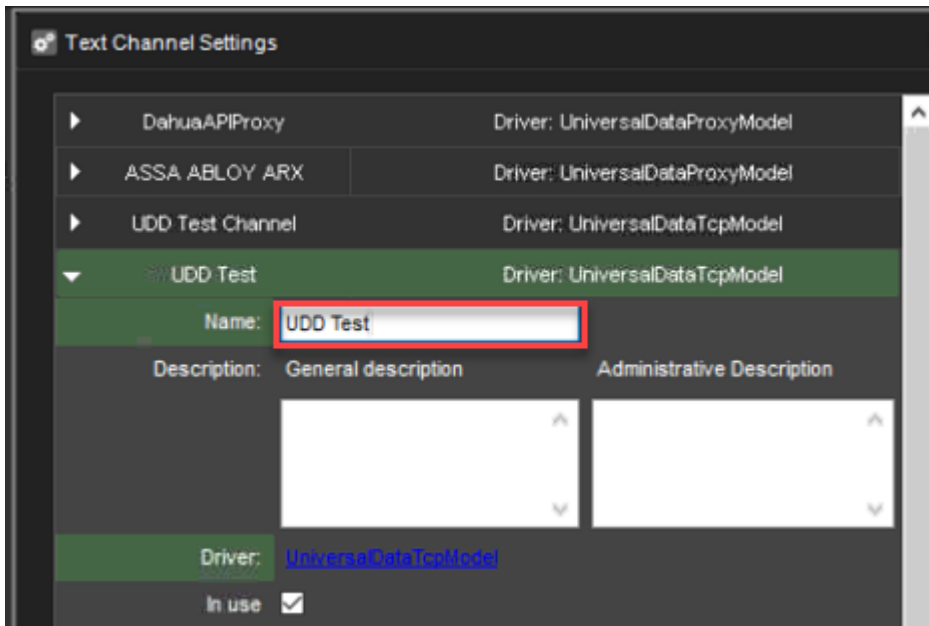 Text Channel Settings
DahuaAPIProxy Driver: UniversalDataProxyModel
ASSA ABLOY ARX Driver: UniversalDataProxyModel
UDD Test Channel Driver: UniversalDataTcpModel
UDD Test Driver: UniversalDataTcpModel
Name: UDD Test
Description: General description Administrative Description
Driver: UniversalDataTcpModel
In use